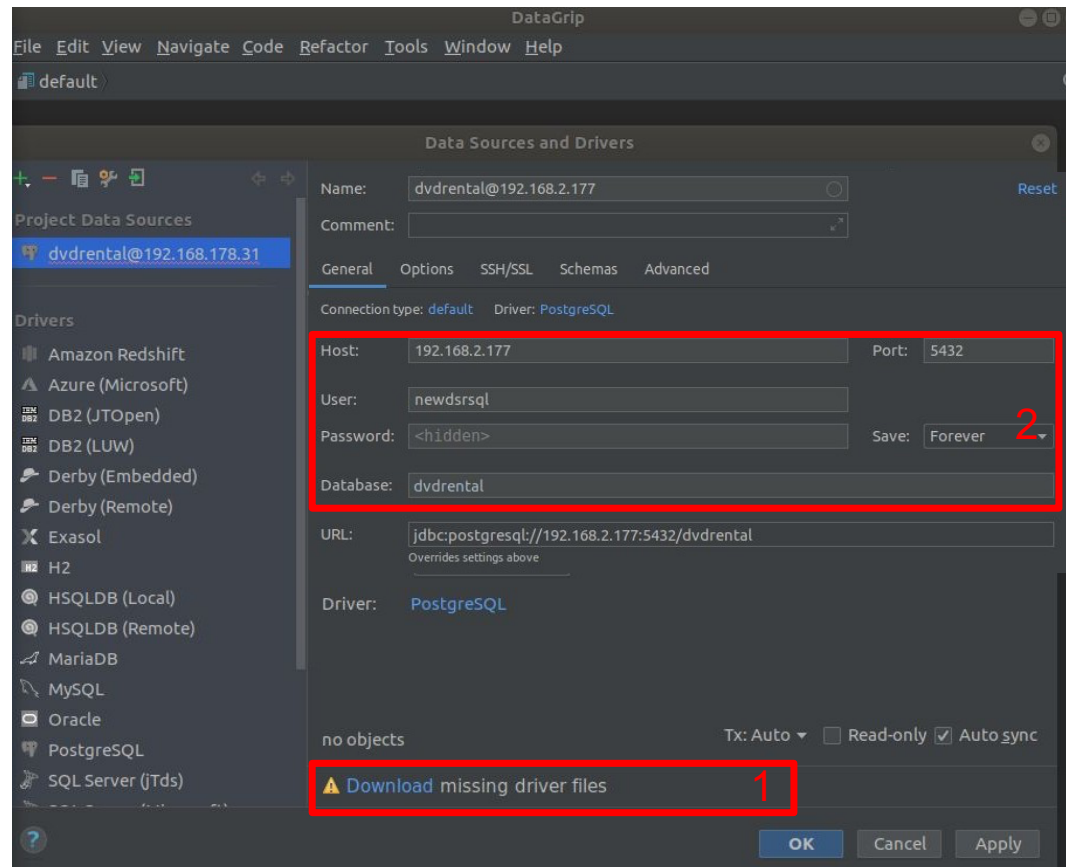 DataGrip
File Edit View Navigate Code Refactor Tools Window Help
default
Data Sources and Drivers
Project Data Sources
dvdrental@192.168.178.31
Drivers
Amazon Redshift
Azure (Microsoft)
DB2 (JTOpen)
DB2 (LUW)
Derby (Embedded)
Derby (Remote)
Exasol
H2
HSQLDB (Local)
HSQLDB (Remote)
MariaDB
MySQL
Oracle
PostgreSQL
SQL Server (jTds)
Name: dvdrental@192.168.2.177 Reset
Comment:
General Options SSH/SSL Schemas Advanced
Connection type: default Driver: PostgreSQL
Host: 192.168.2.177 Port: 5432
User: newdsrsql
Password: <hidden> Save: Forever 2
Database: dvdrental
URL: jdbc:postgresql://192.168.2.177:5432/dvdrental
Overrides settings above
Driver: PostgreSQL
no objects Tx: Auto Read-only Auto sync
Download missing driver files 1
? OK Cancel Apply